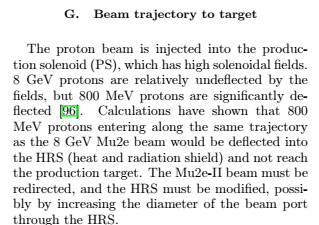 G. Beam trajectory to target
The proton beam is injected into the produc-
tion solenoid (PS), which has high solenoidal fields.
8 GeV protons are relatively undeflected by the
fields, but 800 MeV protons are significantly de-
flected [96]. Calculations have shown that 800
MeV protons entering along the same trajectory
as the 8 GeV Mu2e beam would be deflected into
the HRS (heat and radiation shield) and not reach
the production target. The Mu2e-II beam must be
redirected, and the HRS must be modified, possi-
bly by increasing the diameter of the beam port
through the HRS.